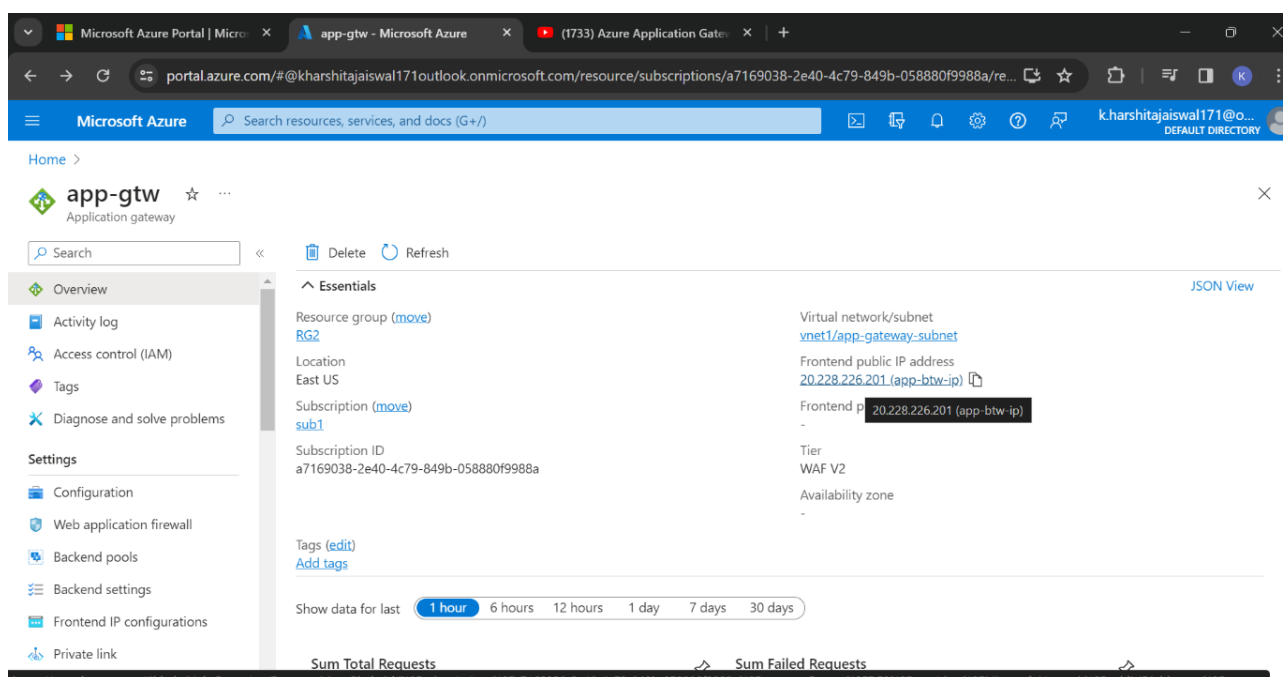 Microsoft Azure Portal | Micro
app-gtw - Microsoft Azure
(1733) Azure Application Gatew
portal.azure.com/#@kharshitajaiswal171outlook.onmicrosoft.com/resource/subscriptions/a7169038-2e40-4c79-849b-058880f9988a/re...
K
Microsoft Azure
Search resources, services, and docs (G+/)
k.harshitajaiswal171@o...
DEFAULT DIRECTORY
Home >
app-gtw
Application gateway
Search
Delete
Refresh
Overview
Activity log
Access control (IAM)
Tags
Diagnose and solve problems
Settings
Configuration
Web application firewall
Backend pools
Backend settings
Frontend IP configurations
Private link
Essentials
JSON View
Resource group (move)
RG2
Location
East US
Subscription (move)
sub1
Subscription ID
a7169038-2e40-4c79-849b-058880f9988a
Virtual network/subnet
vnet1/app-gateway-subnet
Frontend public IP address
20.228.226.201 (app-btw-ip)
Frontend p
20.228.226.201 (app-btw-ip)
-
Tier
WAF V2
Availability zone
-
Tags (edit)
Add tags
Show data for last
1 hour
6 hours
12 hours
1 day
7 days
30 days
Sum Total Requests
Sum Failed Requests